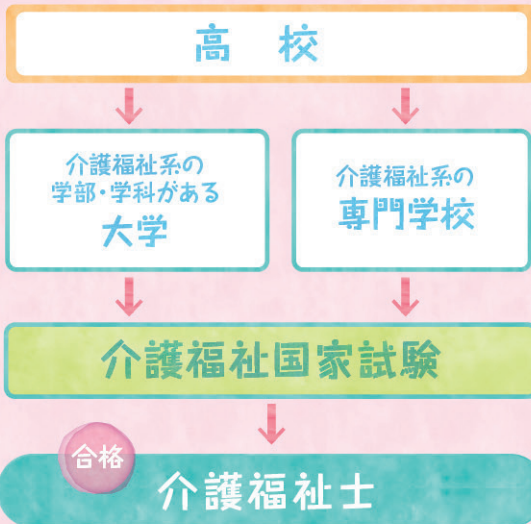 高 校
介護福祉系の
学部・学科がある
大学
介護福祉系の
専門学校
介護福祉国家試験
合格
介護福祉士